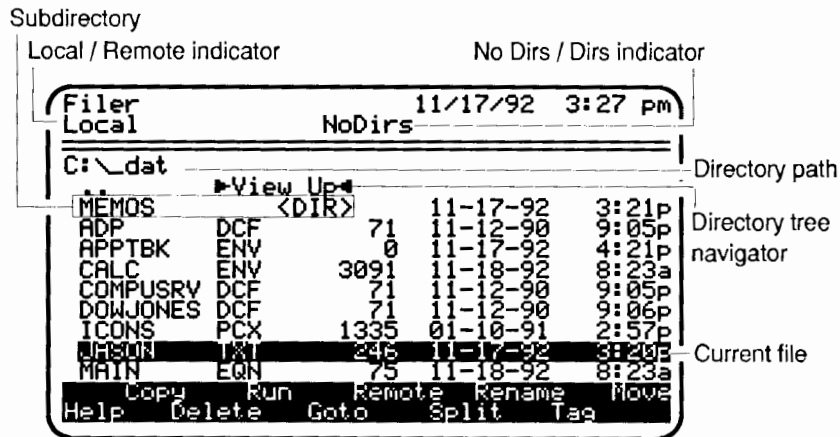 Subdirectory
Local / Remote indicator
No Dirs / Dirs indicator
Filer 11/17/92 3:27 pm
Local NoDirs
C:\_dat
Directory path
.. ►View Up◄
MEMOS <DIR> 11-17-92 3:21p
Directory tree
navigator
ADP DCF 71 11-12-90 9:05p
APPTBK ENV 0 11-17-92 4:21p
CALC ENV 3091 11-18-92 8:23a
COMPUSRV DCF 71 11-12-90 9:05p
DOWJONES DCF 71 11-12-90 9:06p
ICONS PCX 1335 01-10-91 2:57p
JASON TXT 246 11-17-92 3:20p
Current file
MAIN EQN 75 11-18-92 8:23a
Copy Run Remote Rename Move
Help Delete Goto Split Tag